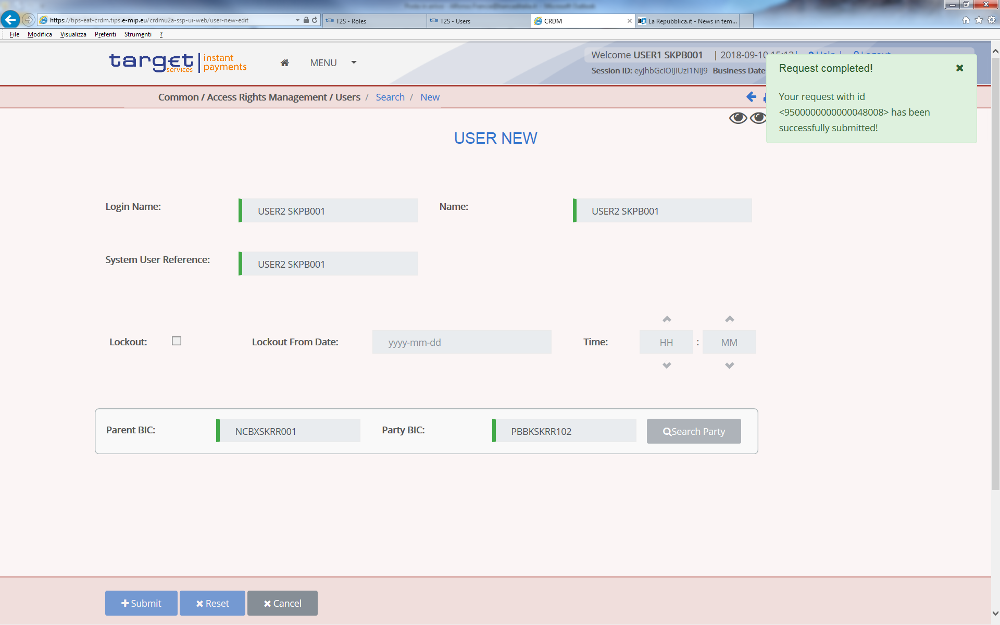 https://tips-eat-crdm.tips.e-mip.eu/crdmu2a-ssp-ui-web/user-new-edit
T2S - Roles
T2S - Users
CRDM
La Repubblica.it - News in tem...
File Modifica Visualizza Preferiti Strumenti ?
target services instant payments
MENU
Welcome USER1 SKPB001 | 2018-09-10 15:13 | Help | Logout
Session ID: eyJhbGciOiJIUzI1NiJ9 Business Date:
Request completed!
Your request with id
<9500000000000048008> has been
successfully submitted!
Common / Access Rights Management / Users / Search / New
USER NEW
Login Name: USER2 SKPB001 Name: USER2 SKPB001
System User Reference: USER2 SKPB001
Lockout: Lockout From Date: yyyy-mm-dd Time: HH : MM
Parent BIC: NCBXSKRR001 Party BIC: PBBKSKRR102 Search Party
Submit Reset Cancel